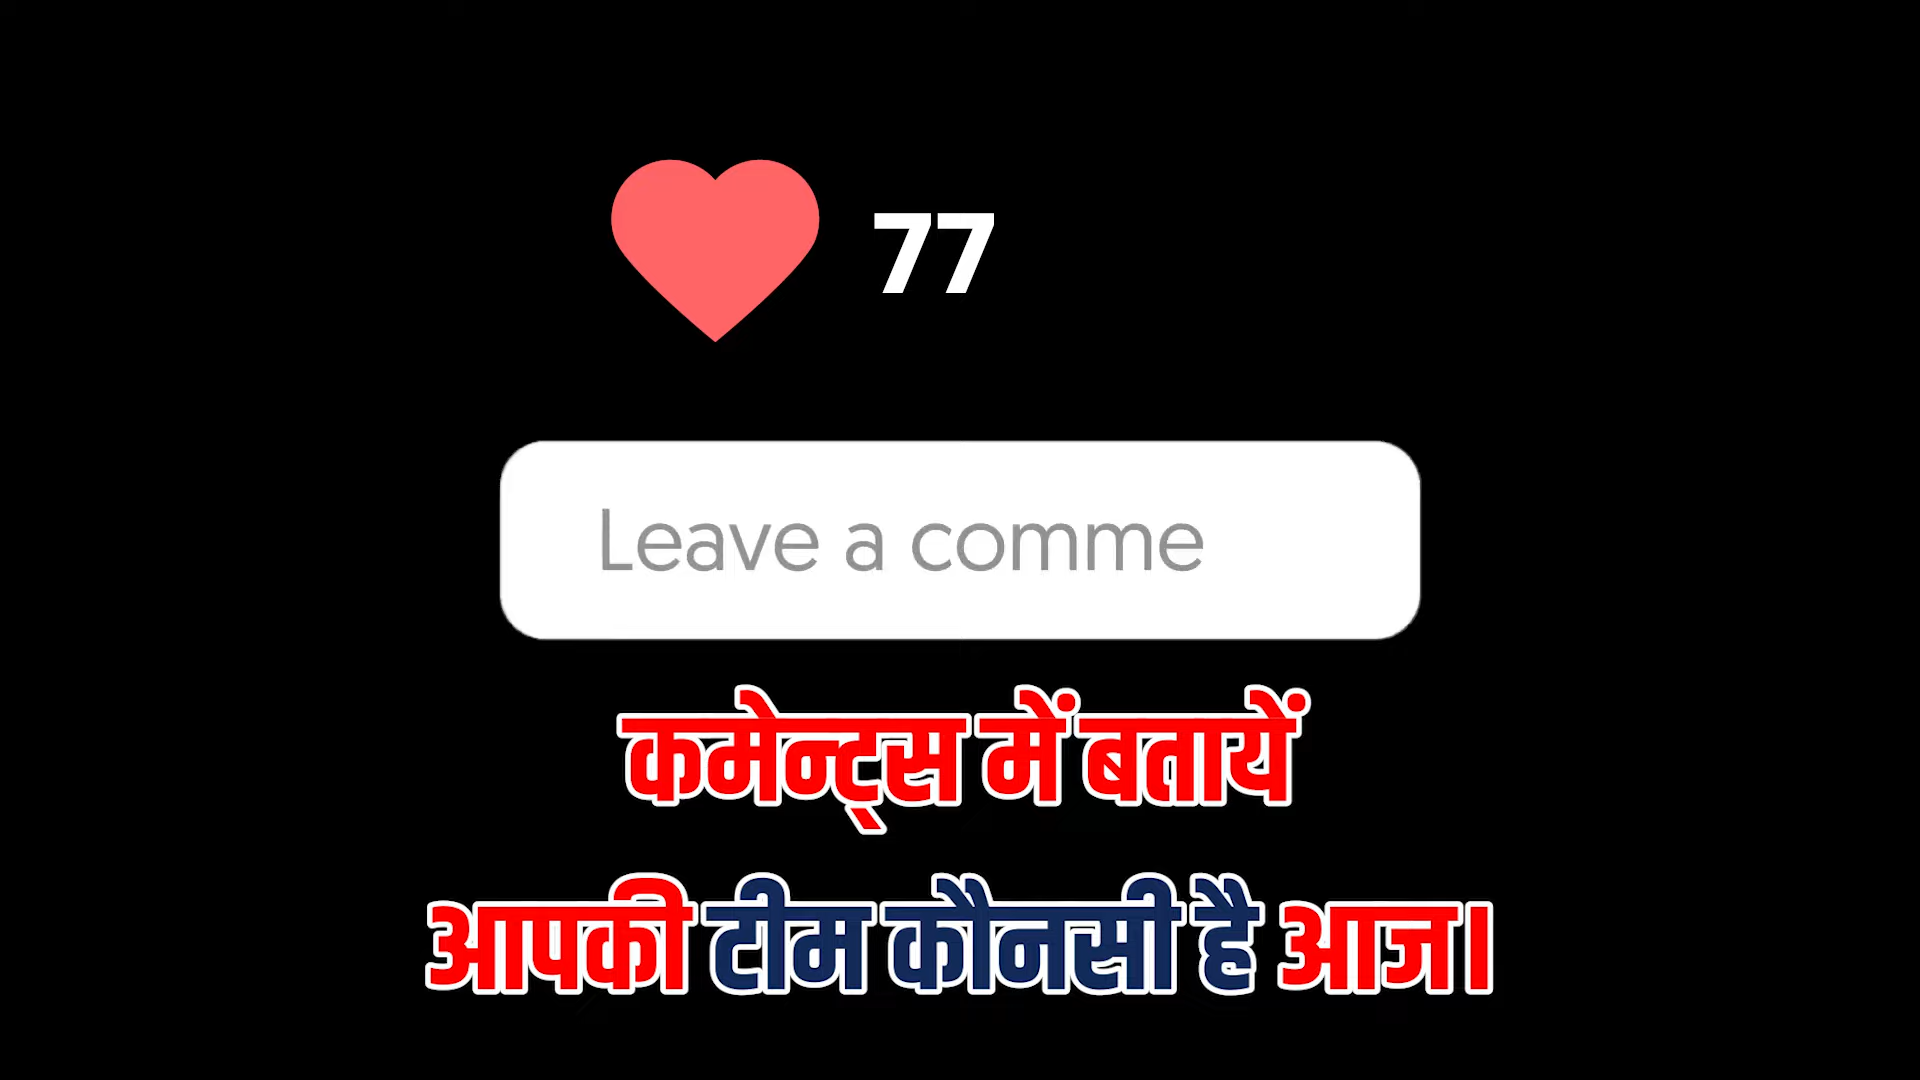 77
Leave a comme
कमेन्ट्स में बतायें
आपकी टीम कौनसी है आज।